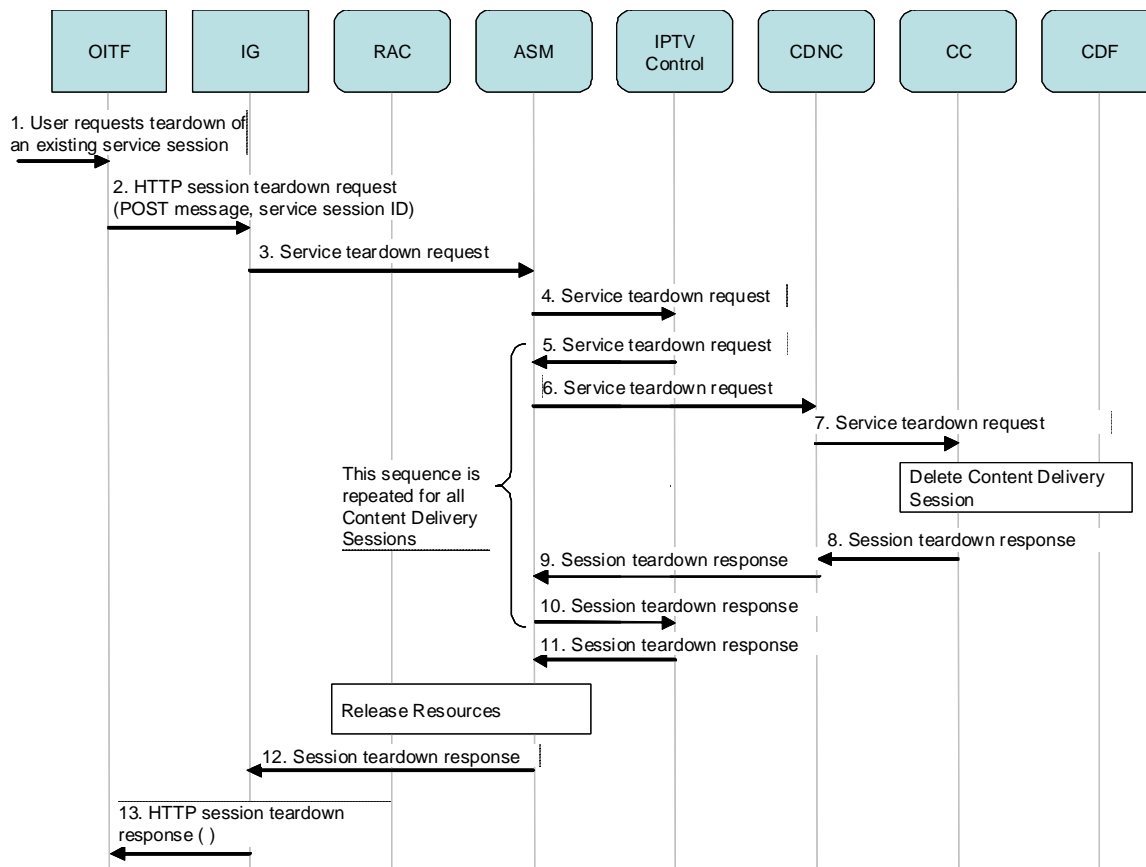 OITF
IG
RAC
ASM
IPTV
Control
CDNC
CC
CDF
1. User requests teardown of
an existing service session
2. HTTP session teardown request
(POST message, service session ID)
3. Service teardown request
4. Service teardown request
5. Service teardown request
6. Service teardown request
7. Service teardown request
This sequence is
repeated for all
Content Delivery
Sessions
Delete Content Delivery
Session
8. Session teardown response
9. Session teardown response
10. Session teardown response
11. Session teardown response
Release Resources
12. Session teardown response
13. HTTP session teardown
response ( )